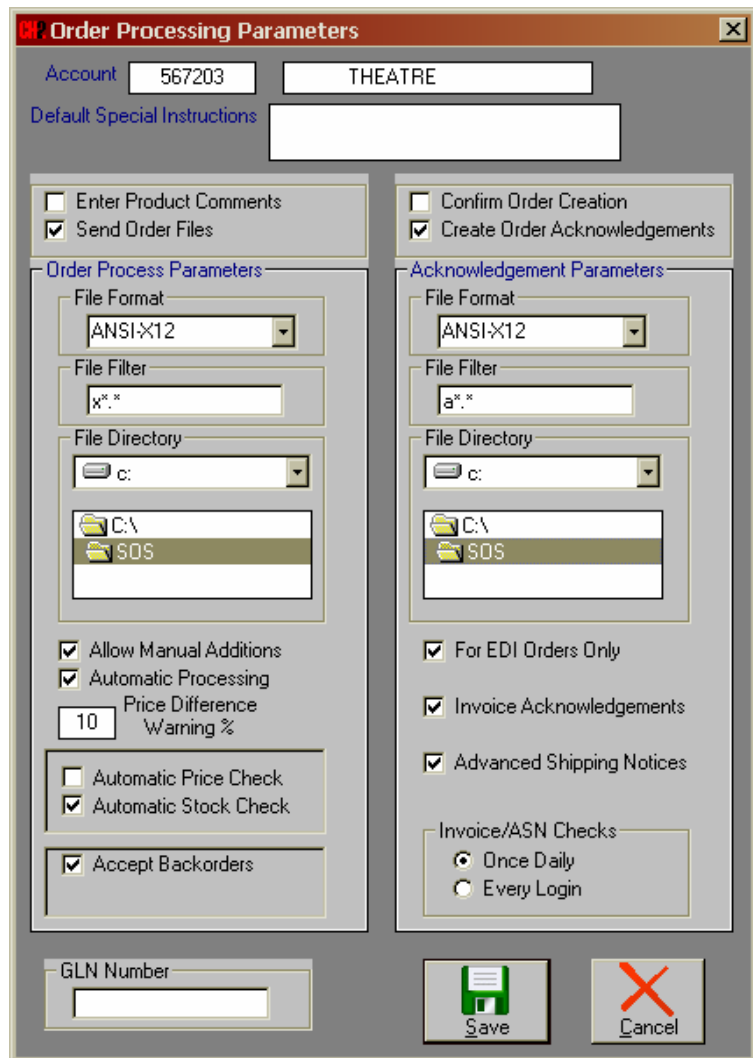 CH2 Order Processing Parameters
Account 567203 THEATRE
Default Special Instructions
Enter Product Comments
Send Order Files
Confirm Order Creation
Create Order Acknowledgements
Order Process Parameters
File Format
ANSI-X12
File Filter
x*.*
File Directory
c:
C:\
SOS
Allow Manual Additions
Automatic Processing
10 Price Difference
Warning %
Automatic Price Check
Automatic Stock Check
Accept Backorders
Acknowledgement Parameters
File Format
ANSI-X12
File Filter
a*.*
File Directory
c:
C:\
SOS
For EDI Orders Only
Invoice Acknowledgements
Advanced Shipping Notices
Invoice/ASN Checks
Once Daily
Every Login
GLN Number
Save
Cancel